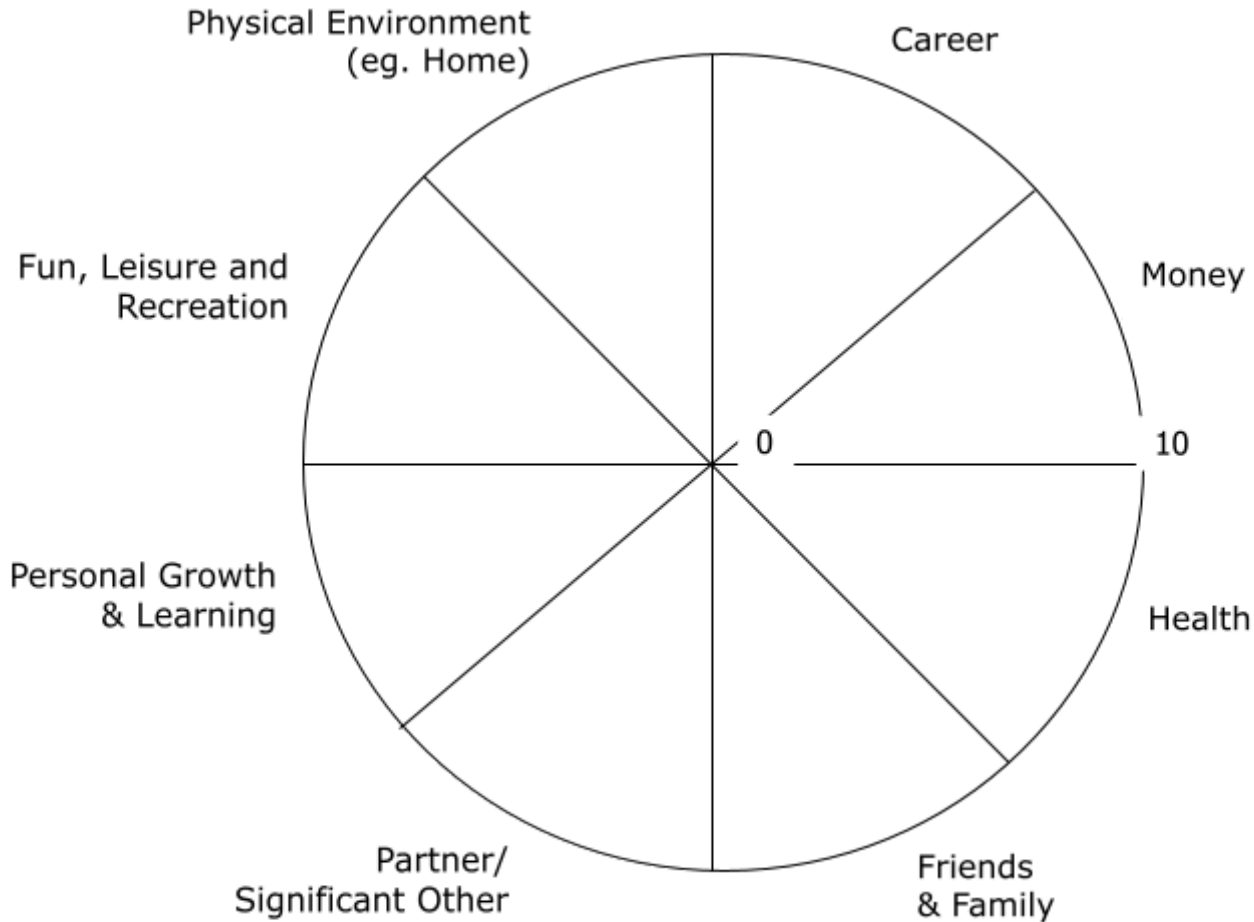 Physical Environment
(eg. Home)
Career
Fun, Leisure and
Recreation
Money
0
10
Personal Growth
& Learning
Health
Partner/
Significant Other
Friends
& Family